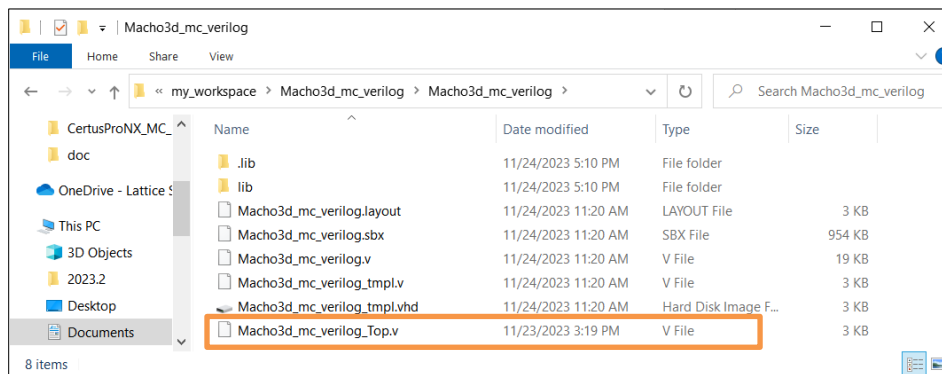 Macho3d_mc_verilog
File Home Share View
« my_workspace > Macho3d_mc_verilog > Macho3d_mc_verilog > Search Macho3d_mc_verilog
CertusProNX_MC_
doc
OneDrive - Lattice S
This PC
3D Objects
2023.2
Desktop
Documents
Name Date modified Type Size
.lib 11/24/2023 5:10 PM File folder
lib 11/24/2023 5:10 PM File folder
Macho3d_mc_verilog.layout 11/24/2023 11:20 AM LAYOUT File 3 KB
Macho3d_mc_verilog.sbx 11/24/2023 11:20 AM SBX File 954 KB
Macho3d_mc_verilog.v 11/24/2023 11:20 AM V File 19 KB
Macho3d_mc_verilog_tmpl.v 11/24/2023 11:20 AM V File 3 KB
Macho3d_mc_verilog_tmpl.vhd 11/24/2023 11:20 AM Hard Disk Image F... 3 KB
Macho3d_mc_verilog_Top.v 11/23/2023 3:19 PM V File 3 KB
8 items